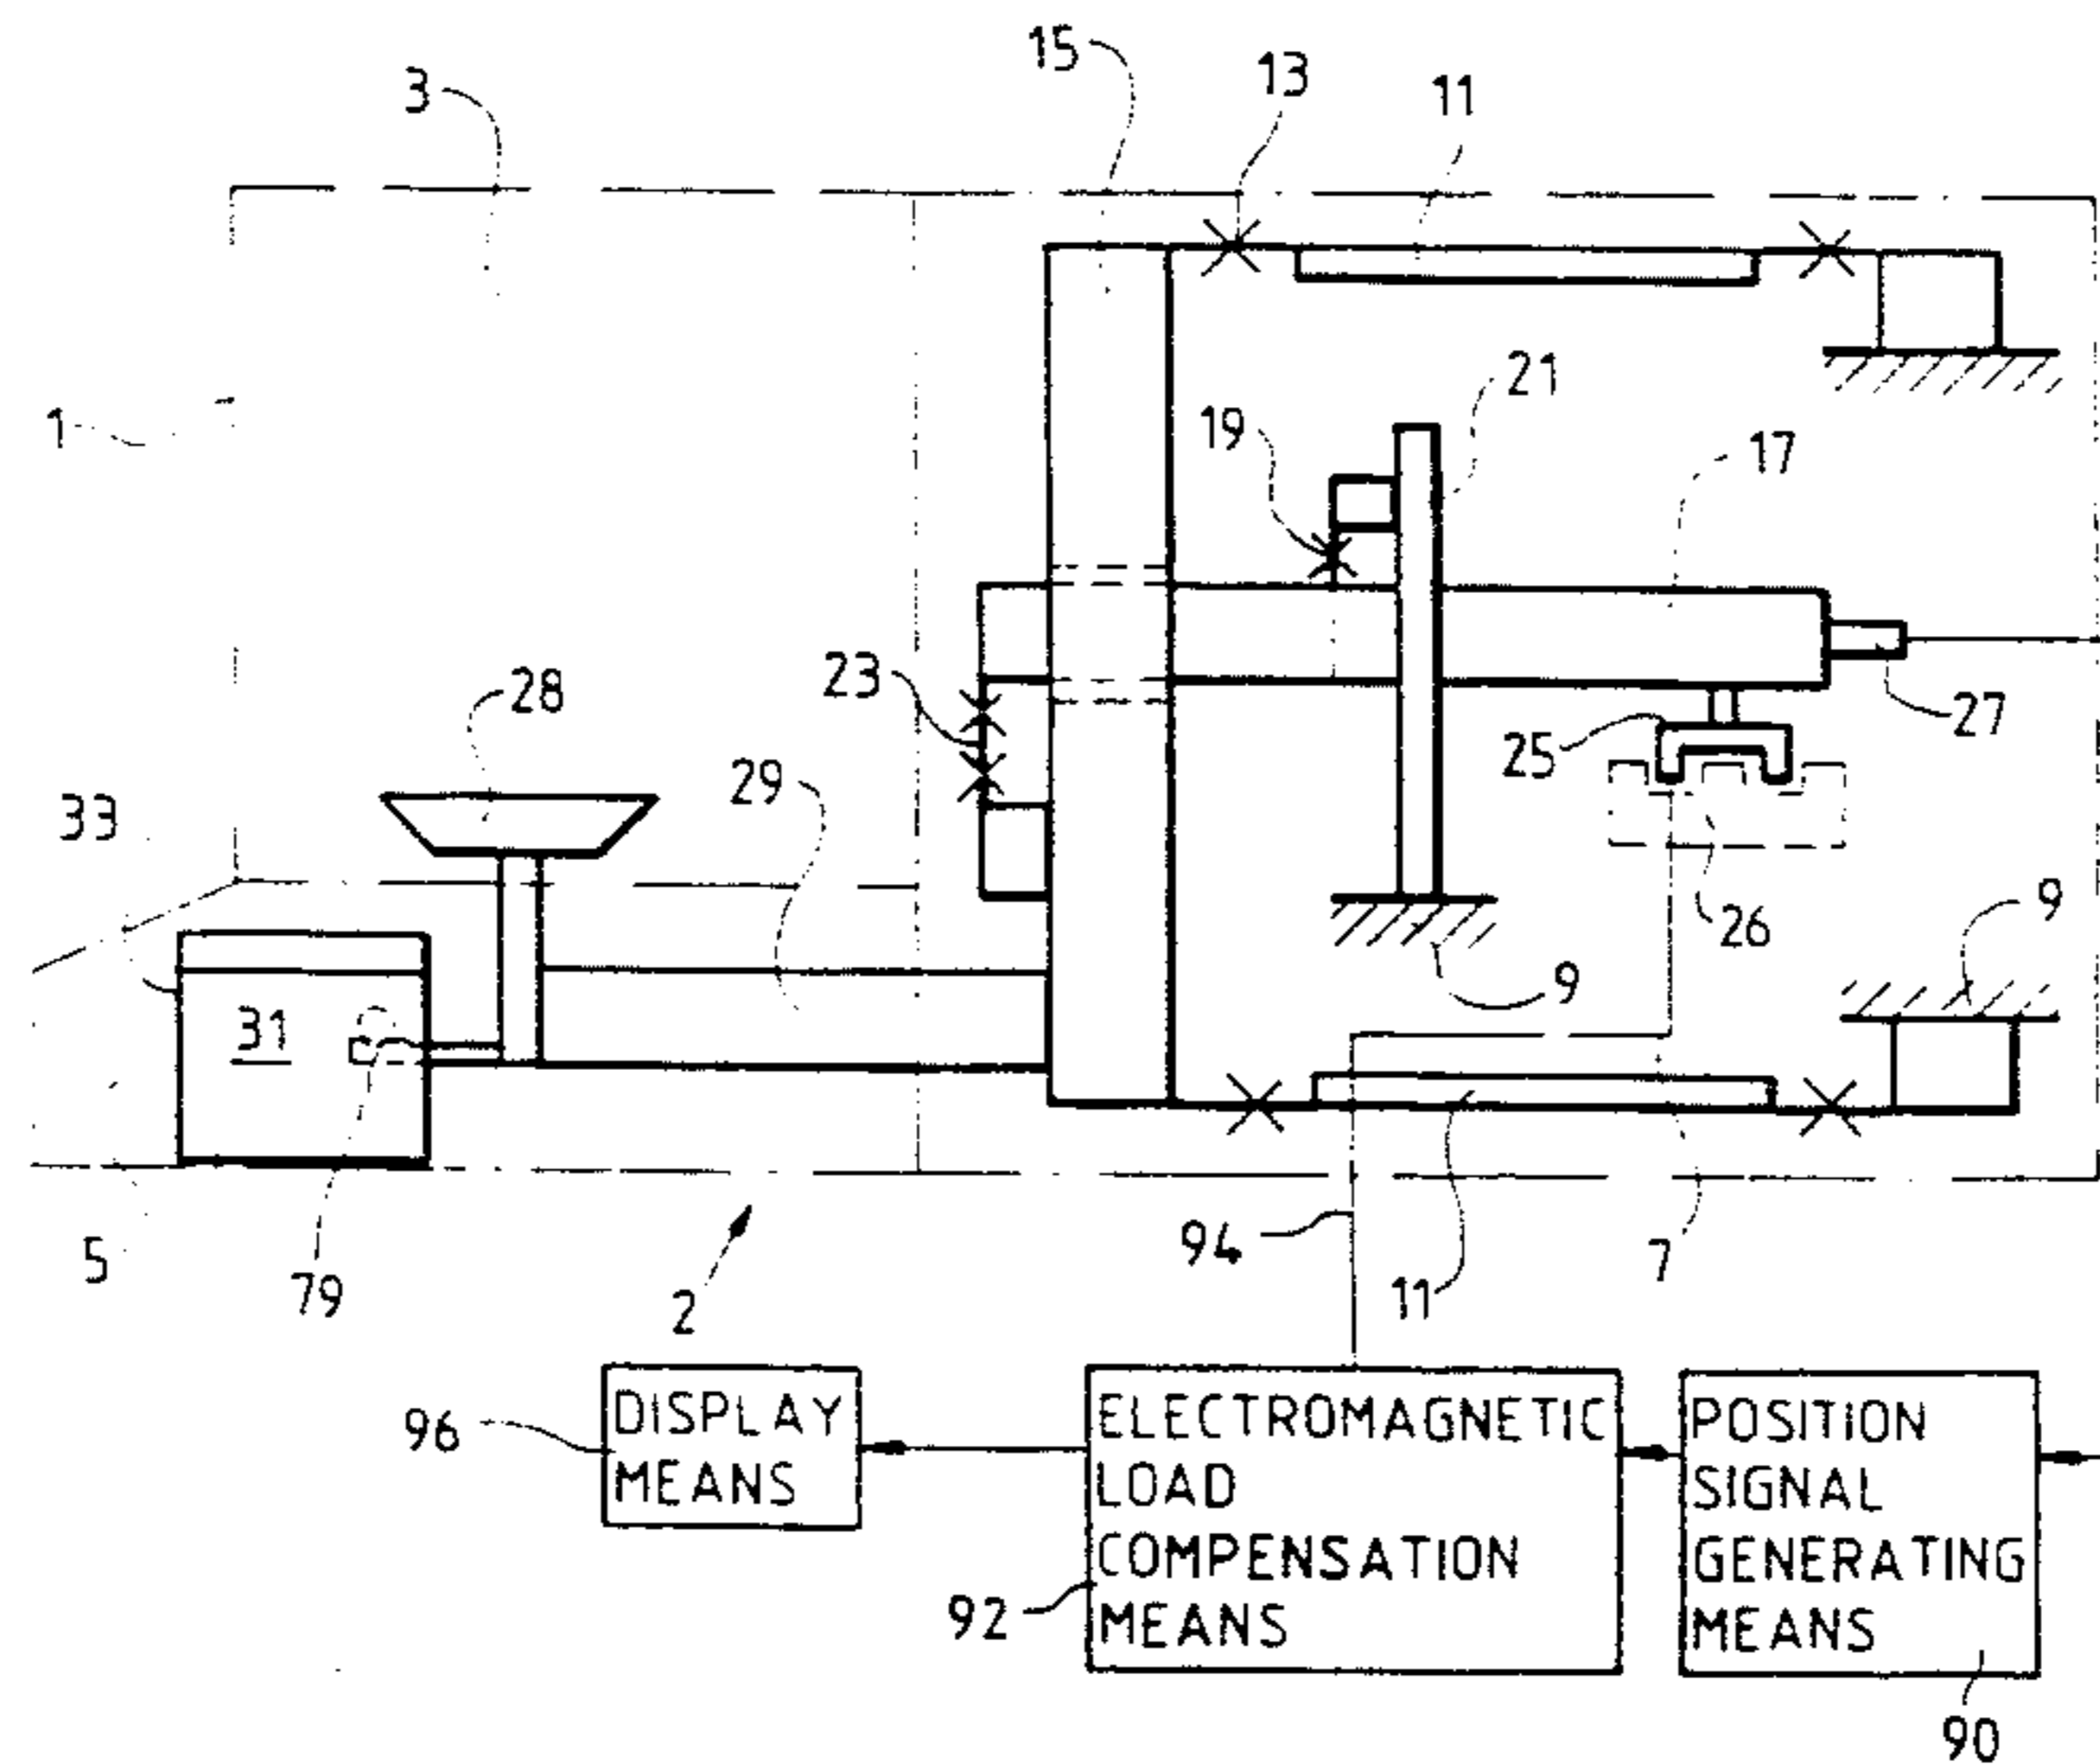 15
13
11
3
21
1
19
17
28
23
27
25
29
33
26
9
9
31
5
94
7
79
2
11
DISPLAY
MEANS
96
ELECTROMAGNETIC
LOAD
COMPENSATION
MEANS
92
POSITION
SIGNAL
GENERATING
MEANS
90